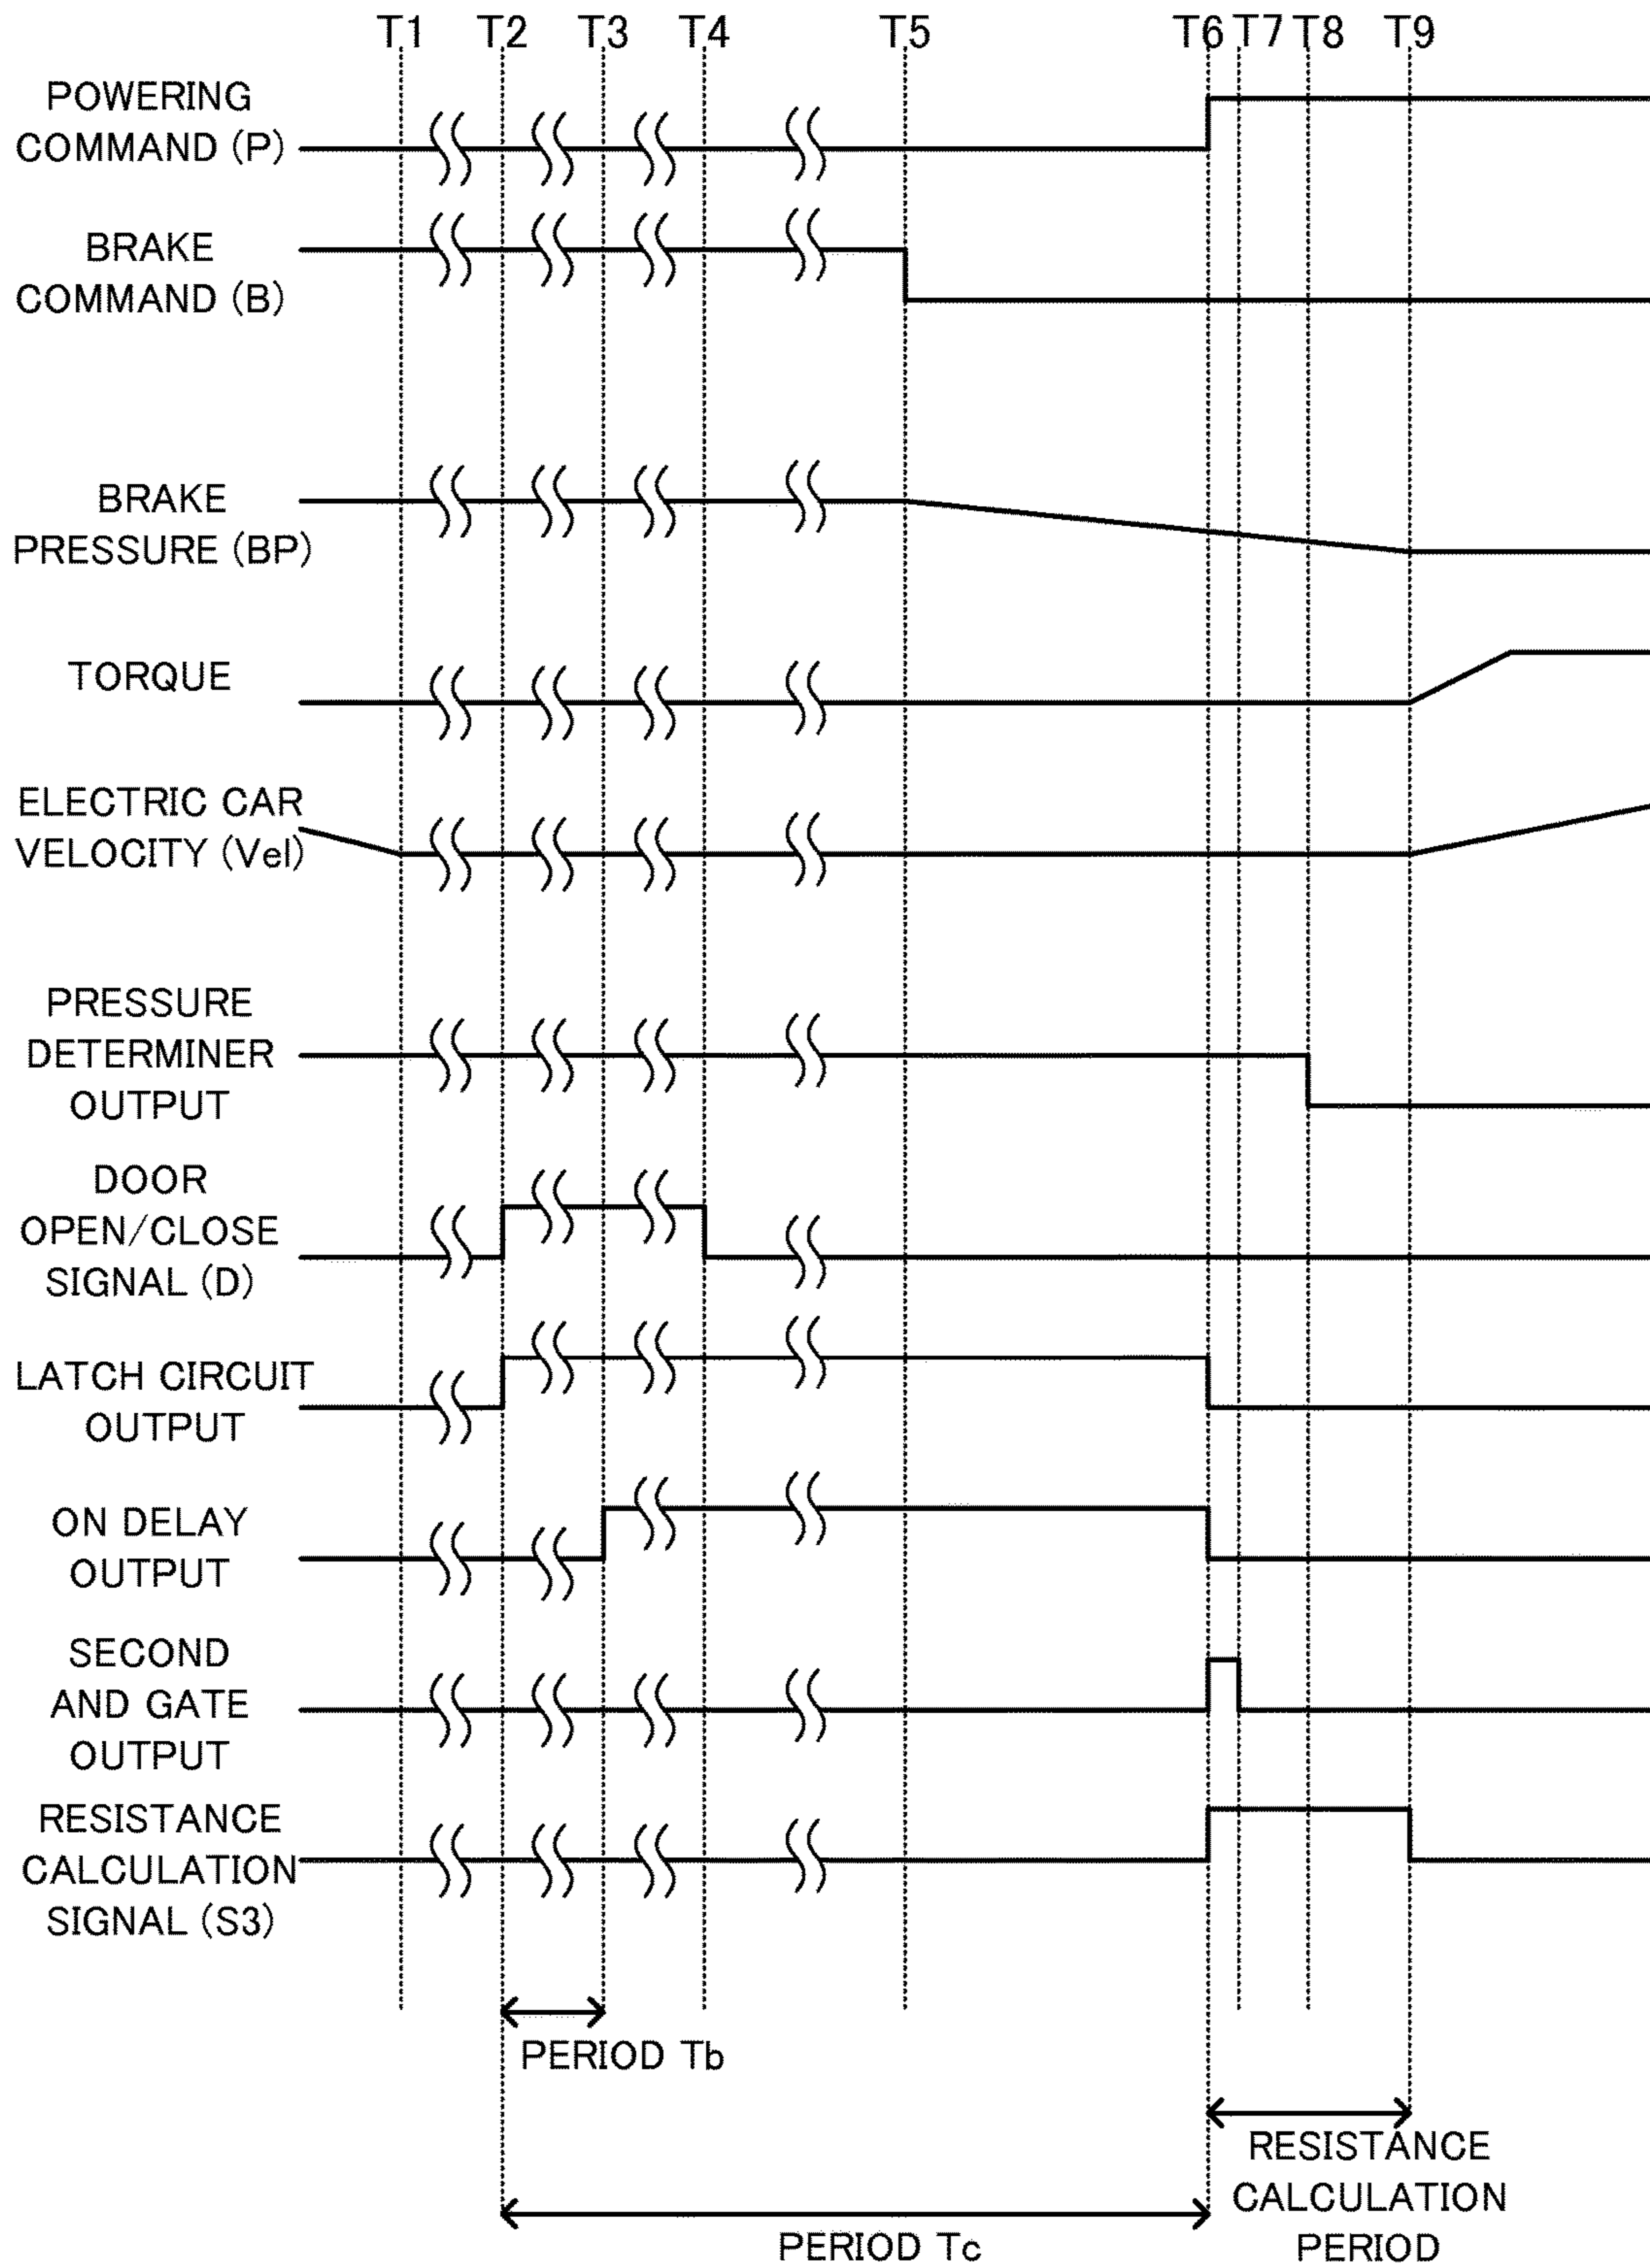 T1 T2 T3 T4 T5 T6 T7 T8 T9
POWERING
COMMAND (P)
BRAKE
COMMAND (B)
BRAKE
PRESSURE (BP)
TORQUE
ELECTRIC CAR
VELOCITY (Vel)
PRESSURE
DETERMINER
OUTPUT
DOOR
OPEN/CLOSE
SIGNAL (D)
LATCH CIRCUIT
OUTPUT
ON DELAY
OUTPUT
SECOND
AND GATE
OUTPUT
RESISTANCE
CALCULATION
SIGNAL (S3)
PERIOD Tb
RESISTANCE
CALCULATION
PERIOD
PERIOD Tc